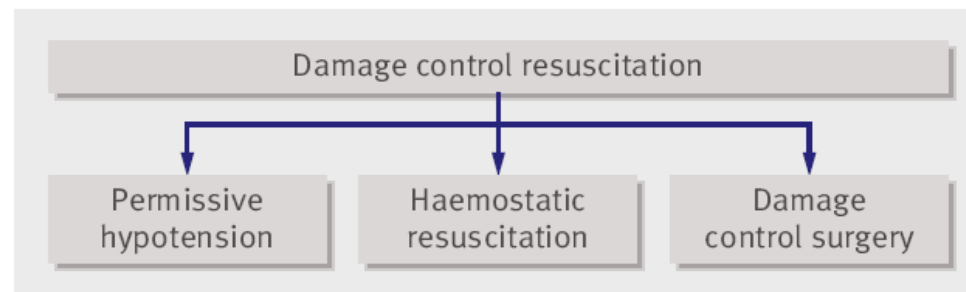 Damage control resuscitation
Permissive
hypotension
Haemostatic
resuscitation
Damage
control surgery